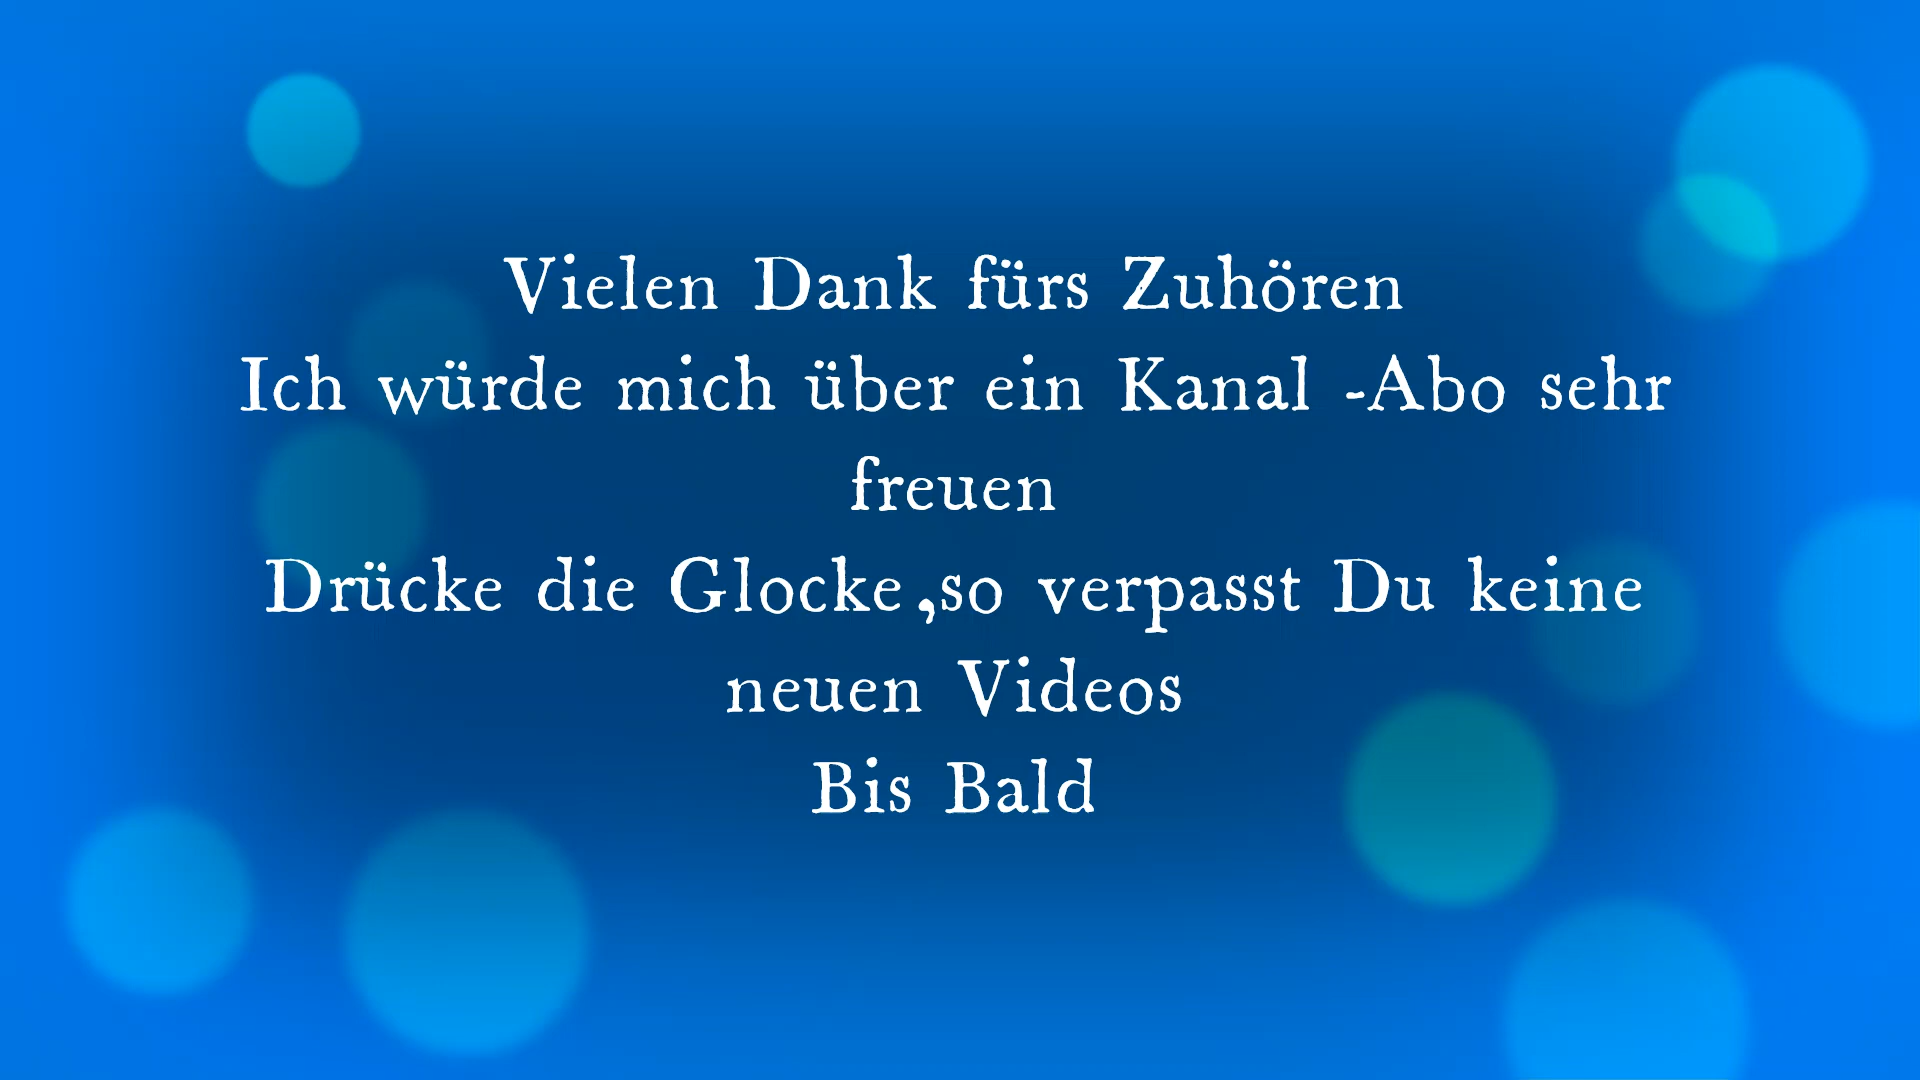 Vielen Dank fürs Zuhören
Ich würde mich über ein Kanal -Abo sehr
freuen
Drücke die Glocke,so verpasst Du keine
neuen Videos
Bis Bald